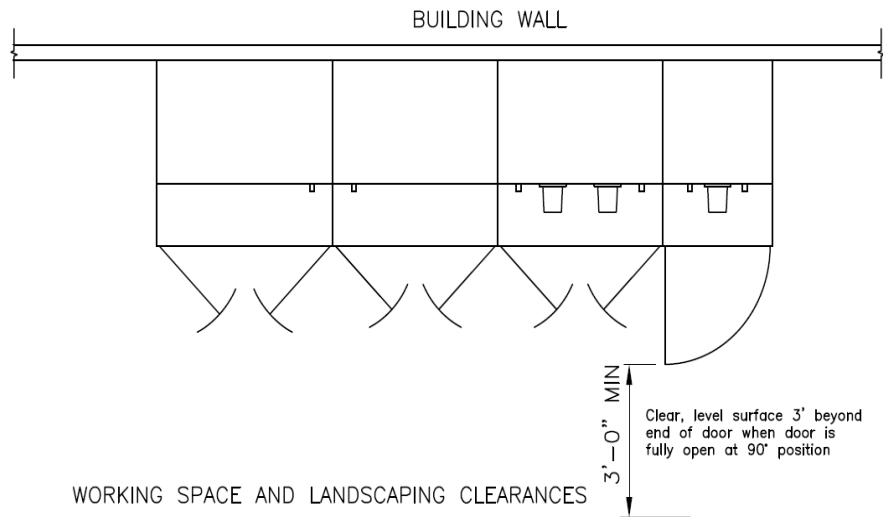 BUILDING WALL
3'-0" MIN
Clear, level surface 3' beyond
end of door when door is
fully open at 90° position
WORKING SPACE AND LANDSCAPING CLEARANCES